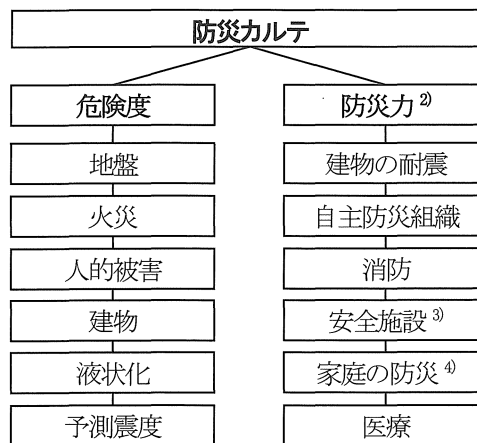 防災カルテ
危険度
地盤
火災
人的被害
建物
液状化
予測震度
防災力 2)
建物の耐震
自主防災組織
消防
安全施設 3)
家庭の防災 4)
医療